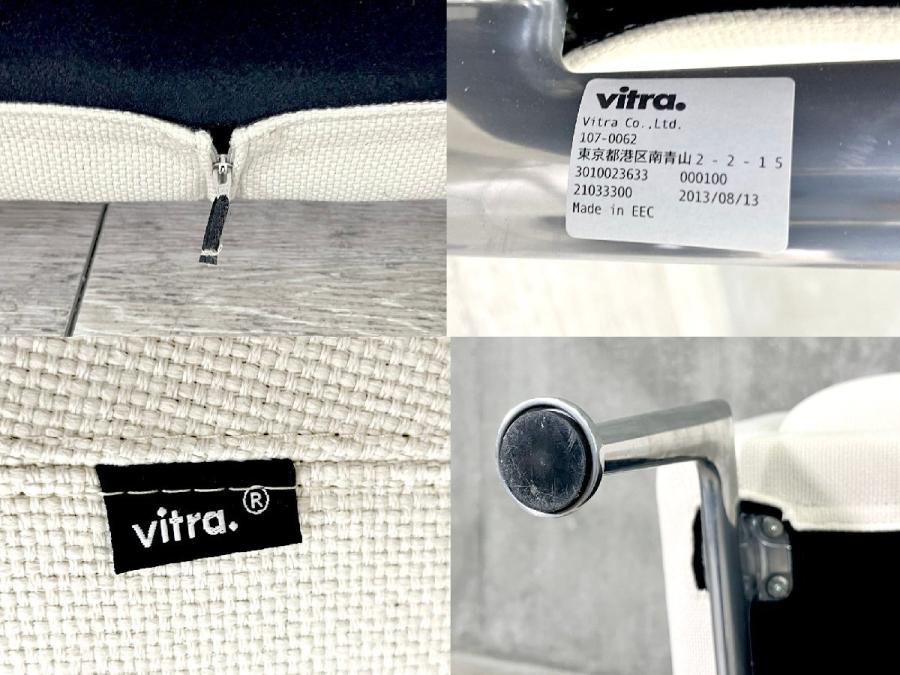 vitra.
Vitra Co.,Ltd.
107-0062
東京都港区南青山2-2-15
3010023633 000100
21033300 2013/08/13
Made in EEC
vitra.®